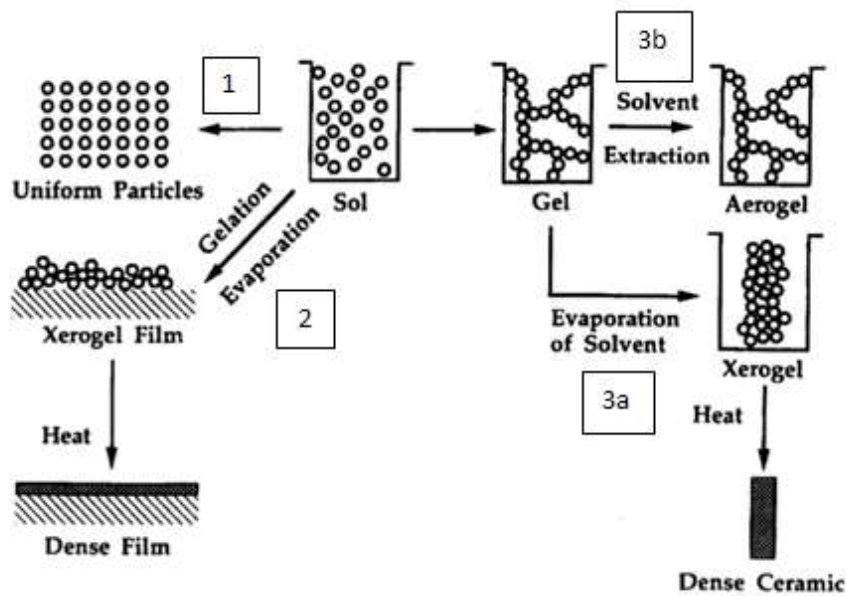 3b
1
Solvent
Extraction
Uniform Particles
Sol
Gel
Aerogel
Gelation
Evaporation
2
Xerogel Film
Evaporation
of Solvent
Xerogel
3a
Heat
Heat
Dense Film
Dense Ceramic